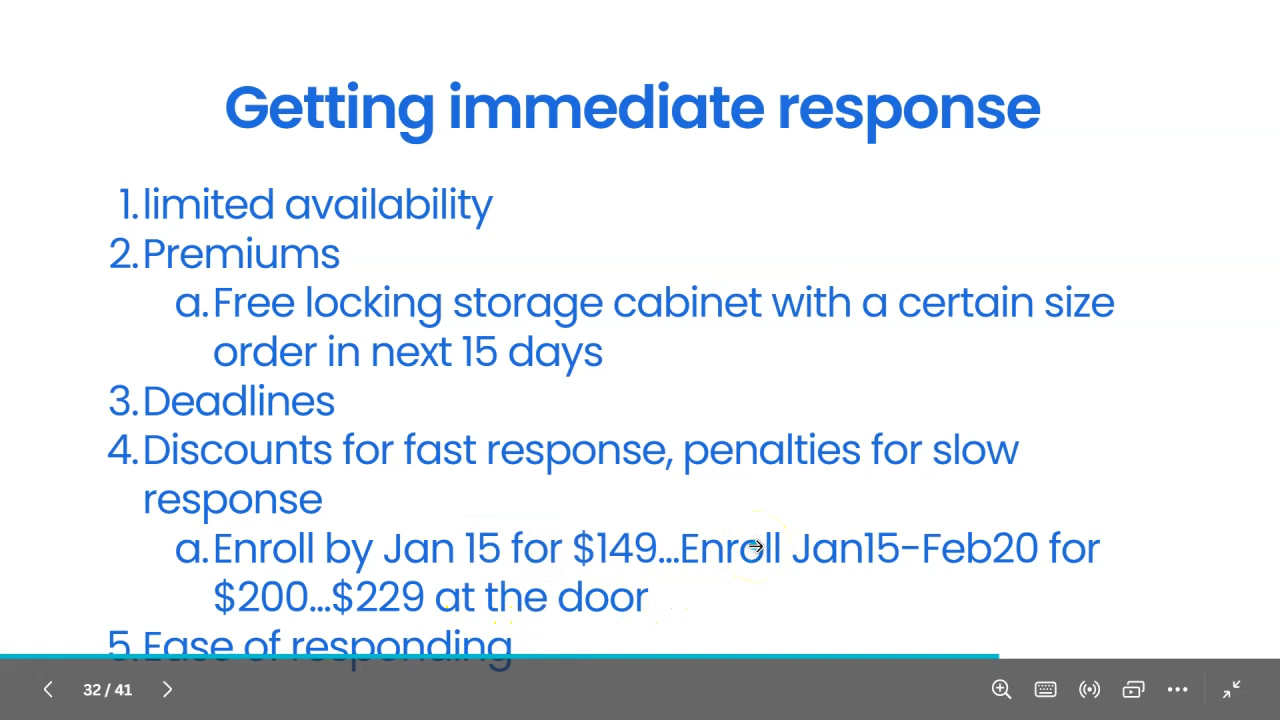 Getting immediate response
1. limited availability
2. Premiums
a. Free locking storage cabinet with a certain size
order in next 15 days
3. Deadlines
4. Discounts for fast response, penalties for slow
response
a. Enroll by Jan 15 for $149...Enroll Jan15-Feb20 for
$200...$229 at the door
5. Ease of responding
32 / 41